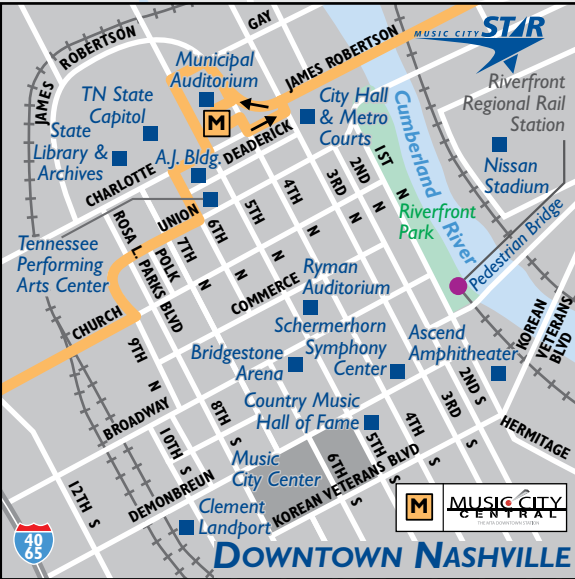 GAY
MUSIC CITY STAR
JAMES ROBERTSON
JAMES ROBERTSON
Municipal
Auditorium
Riverfront
Regional Rail
Station
TN State
Capitol
M
City Hall
& Metro
Courts
Cumberland River
State
Library &
Archives
A.J. Bldg.
DEADERICK
1ST N
Nissan
Stadium
CHARLOTTE
2ND N
3RD N
4TH N
5TH N
6TH N
7TH N
UNION
POLK
ROSA L. PARKS BLVD
Riverfront
Park
Pedestrian Bridge
Tennessee
Performing
Arts Center
Ryman
Auditorium
COMMERCE
KOREAN
VETERANS
BLVD
CHURCH
Schermerhorn
Symphony
Center
Ascend
Amphitheater
9TH N
Bridgestone
Arena
2ND S
BROADWAY
8TH S
Country Music
Hall of Fame
3RD S
4TH S
5TH S
HERMITAGE
10TH S
Music
City Center
6TH S
KOREAN VETERANS BLVD
12TH S
DEMONBREUN
Clement
Landport
M
MUSIC CITY
CENTRAL
THE MTA DOWNTOWN STATION
40
65
DOWNTOWN NASHVILLE